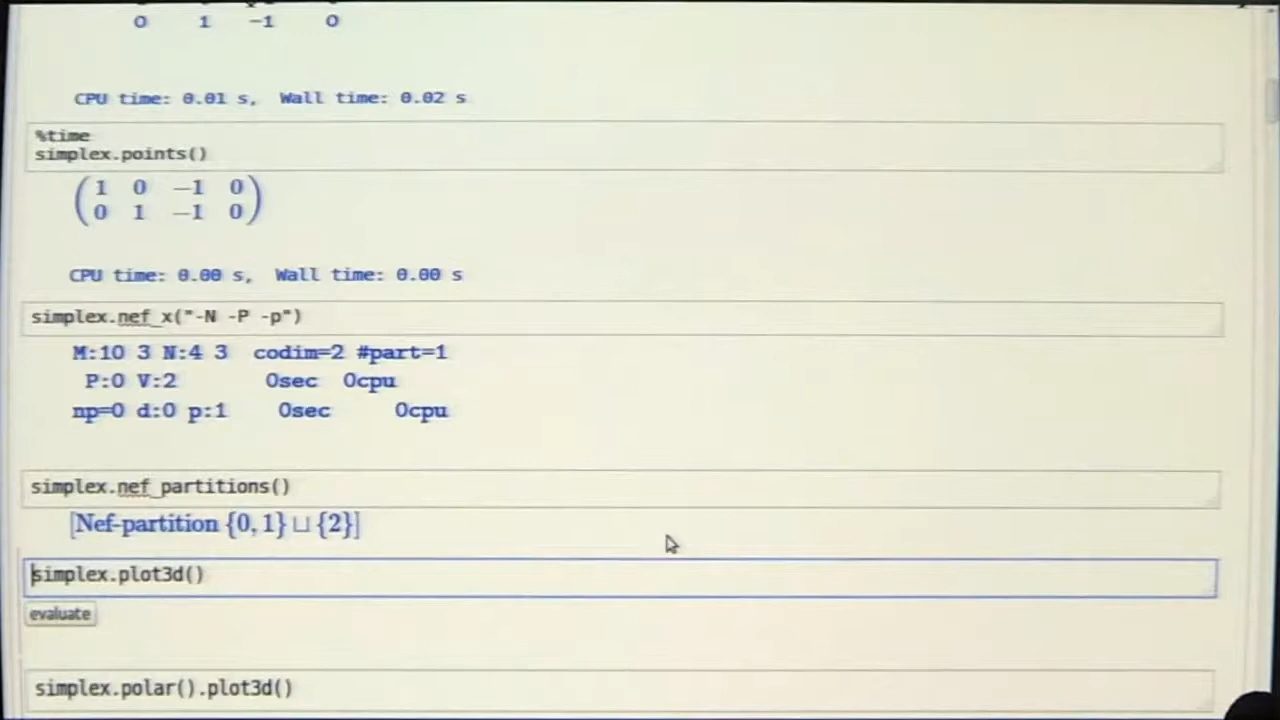 0 1 −1 0
CPU time: 0.01 s, Wall time: 0.02 s
%time
simplex.points()
1 0 −1 0
0 1 −1 0
CPU time: 0.00 s, Wall time: 0.00 s
simplex.nef_x("-N -P -p")
M:10 3 N:4 3 codim=2 #part=1
P:0 V:2 0sec 0cpu
np=0 d:0 p:1 0sec 0cpu
simplex.nef_partitions()
[Nef-partition {0, 1} ⊔ {2}]
simplex.plot3d()
evaluate
simplex.polar().plot3d()